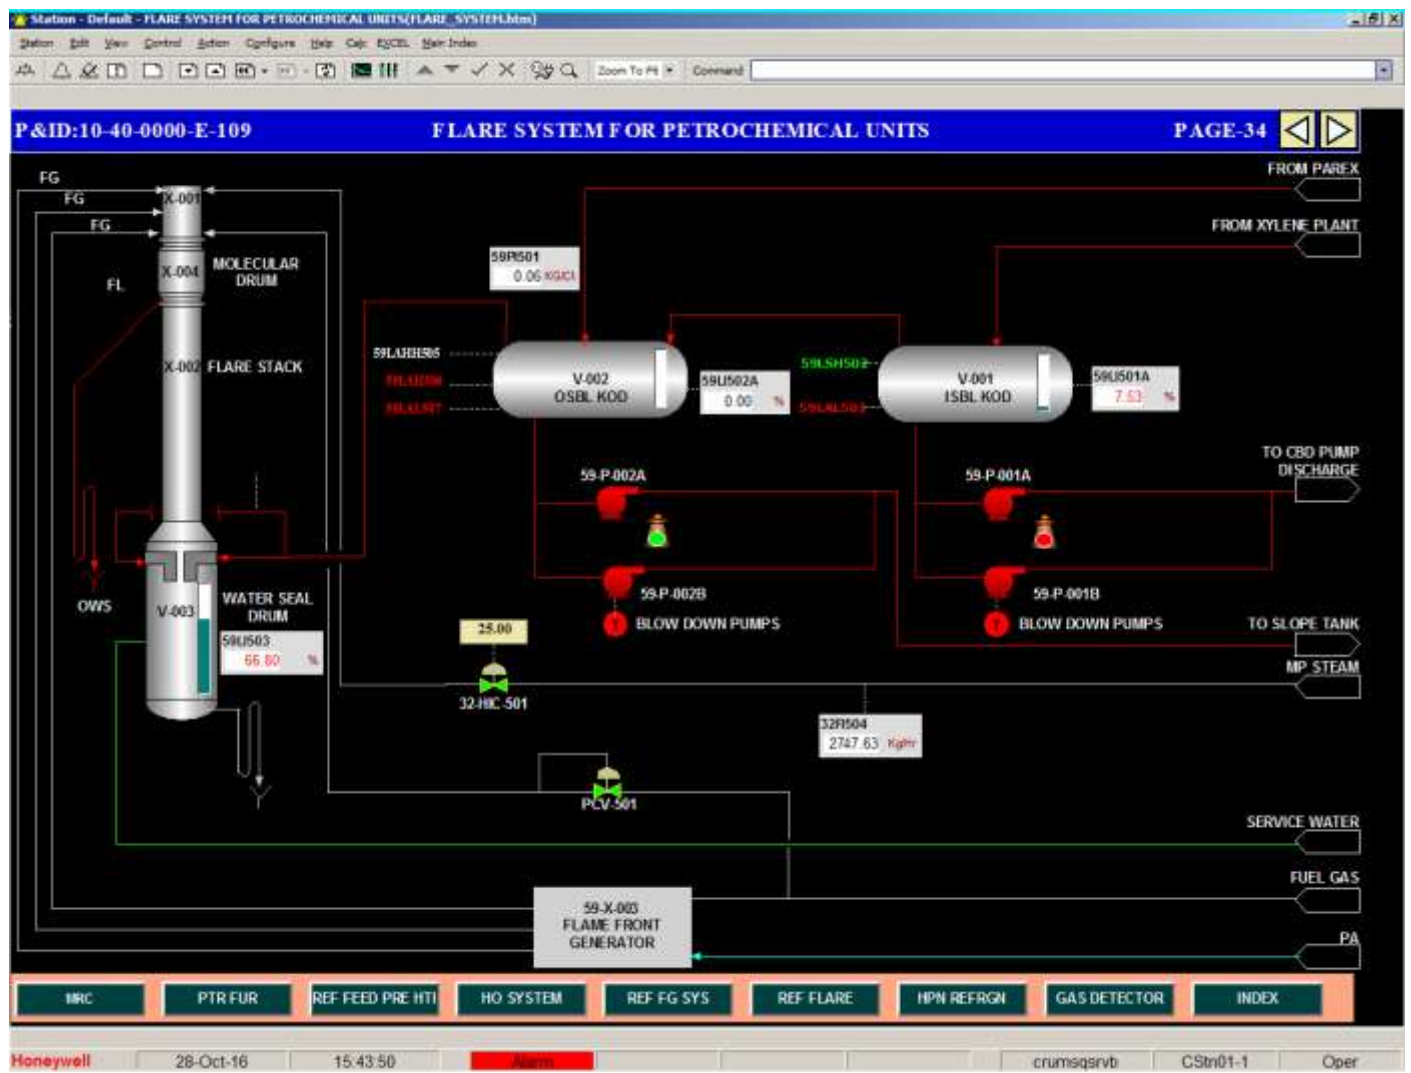 Station - Default - FLARE SYSTEM FOR PETROCHEMICAL UNITS(FLARE_SYSTEM.htm)
Station Edit View Control Action Configure Help Calc EXCEL Main Index
Zoom To Fit Command
P&ID:10-40-0000-E-109 FLARE SYSTEM FOR PETROCHEMICAL UNITS PAGE-34
FROM PAREX
FG
X-001
FG
FG
FROM XYLENE PLANT
59PI501
0.06
X-004
MOLECULAR
DRUM
FL
59LAHH505
X-002 FLARE STACK
V-002
OSBL KOD
59LI502A
0.00 %
59LSH502
59LAL503
V-001
ISBL KOD
59LI501A
7.53 %
TO CBD PUMP
DISCHARGE
59-P-002A
59-P-001A
OWS
V-003
WATER SEAL
DRUM
59LI503
66.80 %
59-P-002B
BLOW DOWN PUMPS
59-P-001B
BLOW DOWN PUMPS
TO SLOPE TANK
25.00
MP STEAM
32-HIC-501
32FI504
2747.63 Kg/Hr
PCV-501
SERVICE WATER
FUEL GAS
59-X-003
FLAME FRONT
GENERATOR
PA
MRC PTR FUR REF FEED PRE HTI HO SYSTEM REF FG SYS REF FLARE HPN REFRGN GAS DETECTOR INDEX
Honeywell 28-Oct-16 15:43:50 Alarm crumsqsrvb CStn01-1 Oper